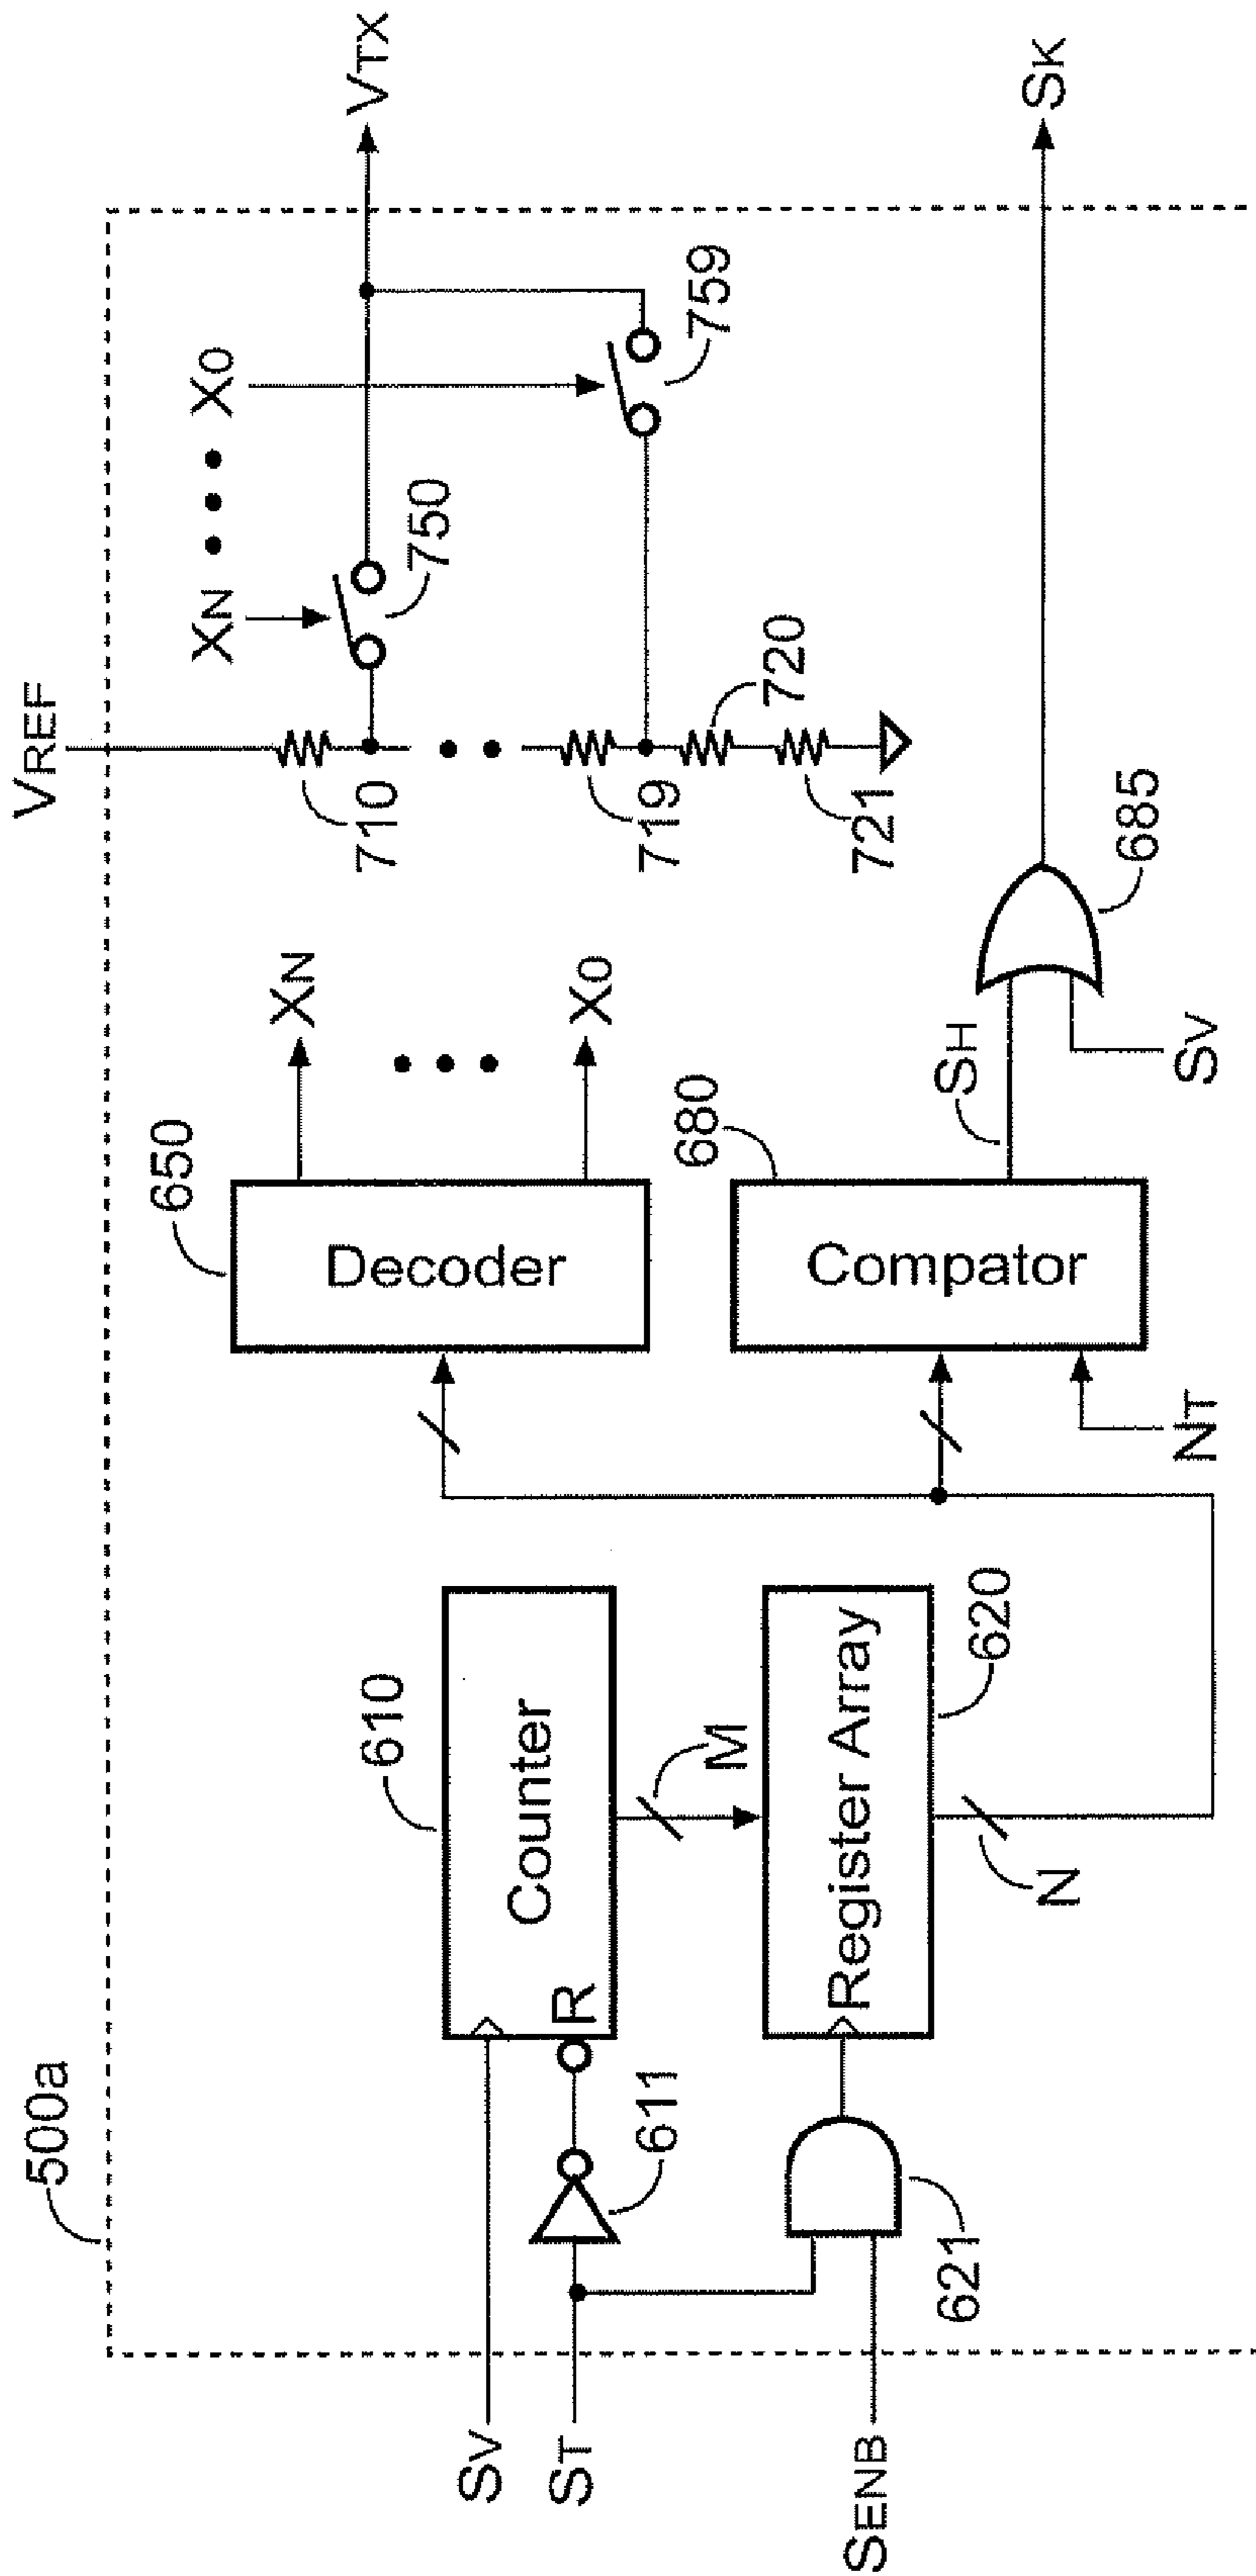 500a
VREF
SV
ST
SENB
610
Counter
R
611
M
Register Array
620
621
N
650
Decoder
XN
X0
680
Compator
NT
SH
SV
685
710
719
720
721
XN
X0
750
759
VTX
SK